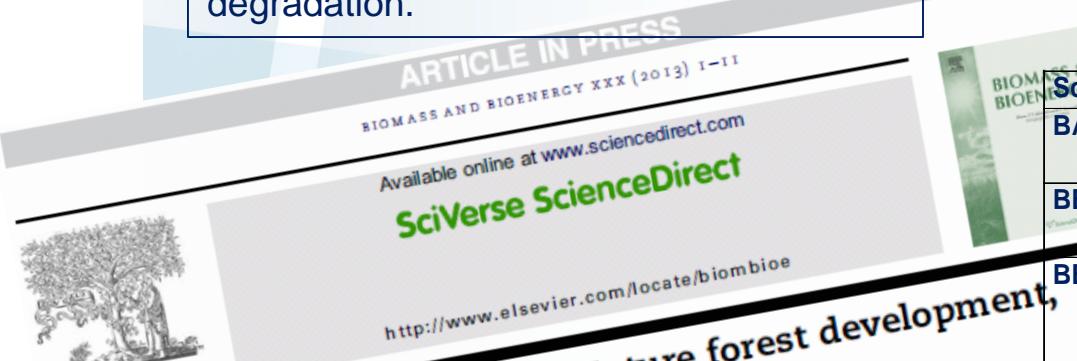 degradation.
ARTICLE IN PRESS
BIOMASS AND BIOENERGY XXX (2013) 1–11
Available online at www.sciencedirect.com
SciVerse ScienceDirect
http://www.elsevier.com/locate/biombioe
forest development,
BIOMASS